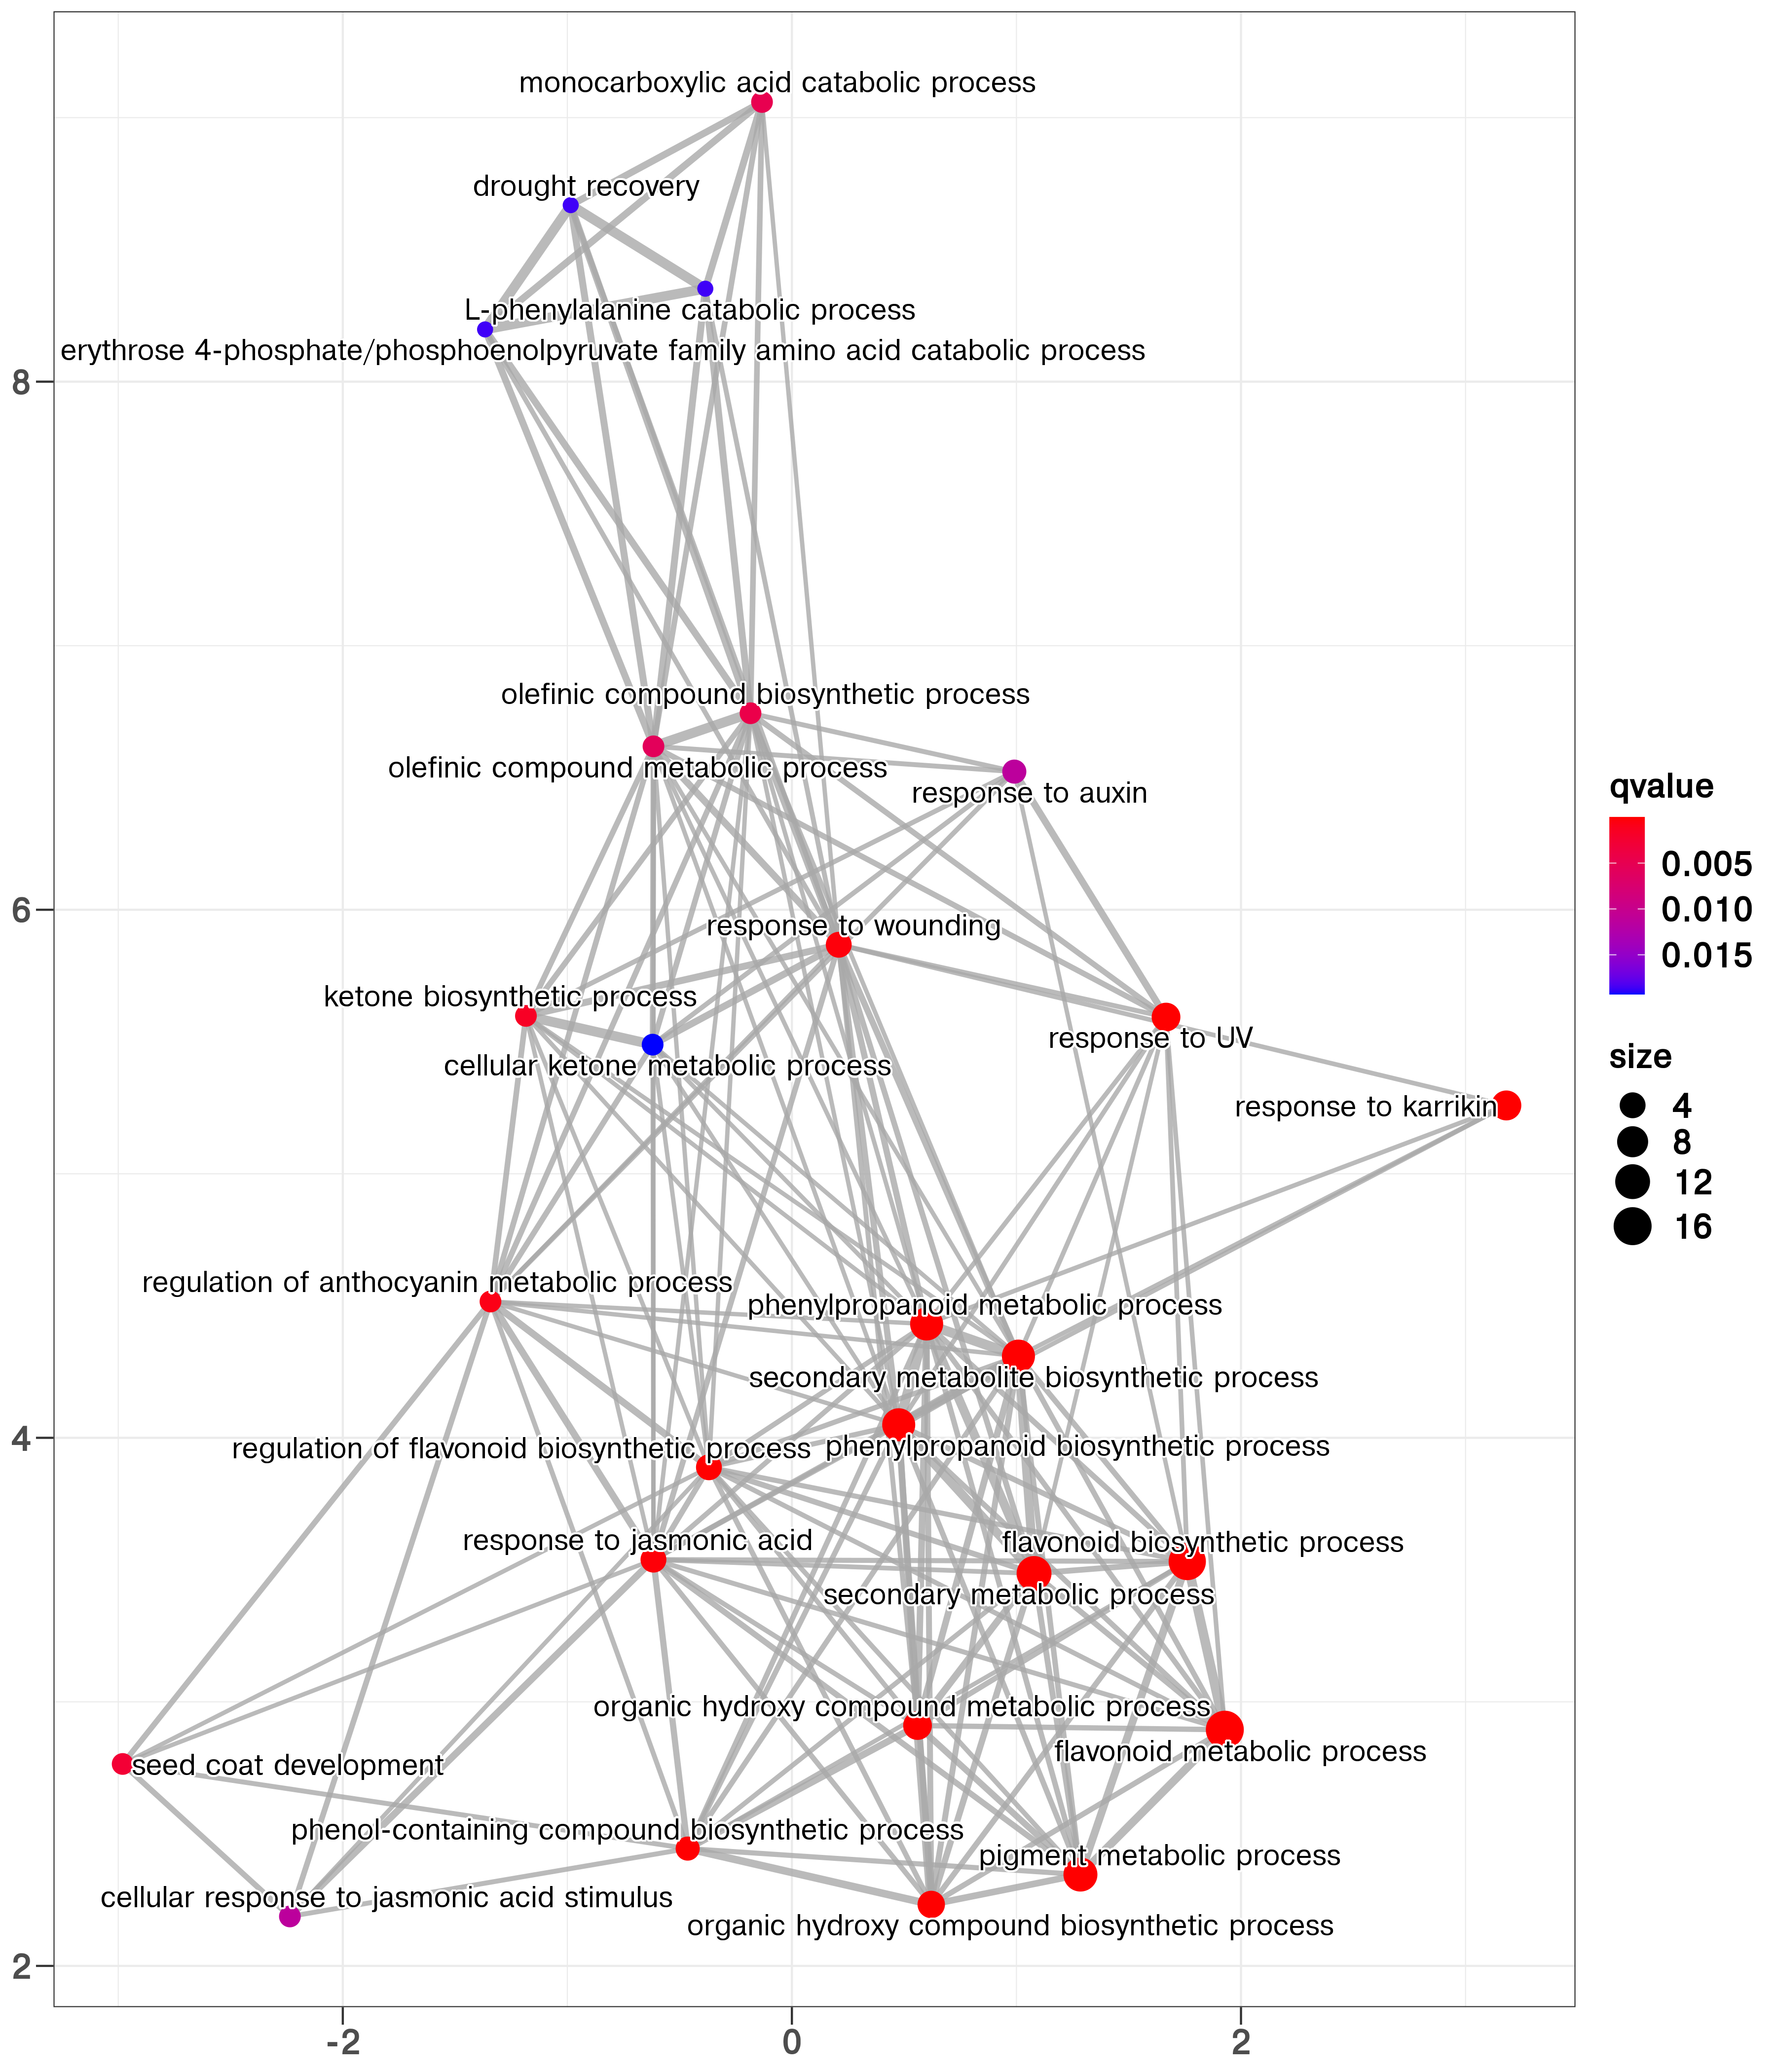 monocarboxylic acid catabolic process
drought recovery
L-phenylalanine catabolic process
erythrose 4-phosphate/phosphoenolpyruvate family amino acid catabolic process
8
olefinic compound biosynthetic process
olefinic compound metabolic process
response to auxin
qvalue
0.005
0.010
0.015
6
response to wounding
ketone biosynthetic process
response to UV
cellular ketone metabolic process
response to karrikin
size
4
8
12
16
regulation of anthocyanin metabolic process
phenylpropanoid metabolic process
secondary metabolite biosynthetic process
4
regulation of flavonoid biosynthetic process
phenylpropanoid biosynthetic process
response to jasmonic acid
flavonoid biosynthetic process
secondary metabolic process
organic hydroxy compound metabolic process
flavonoid metabolic process
seed coat development
phenol-containing compound biosynthetic process
pigment metabolic process
cellular response to jasmonic acid stimulus
organic hydroxy compound biosynthetic process
2
-2
0
2